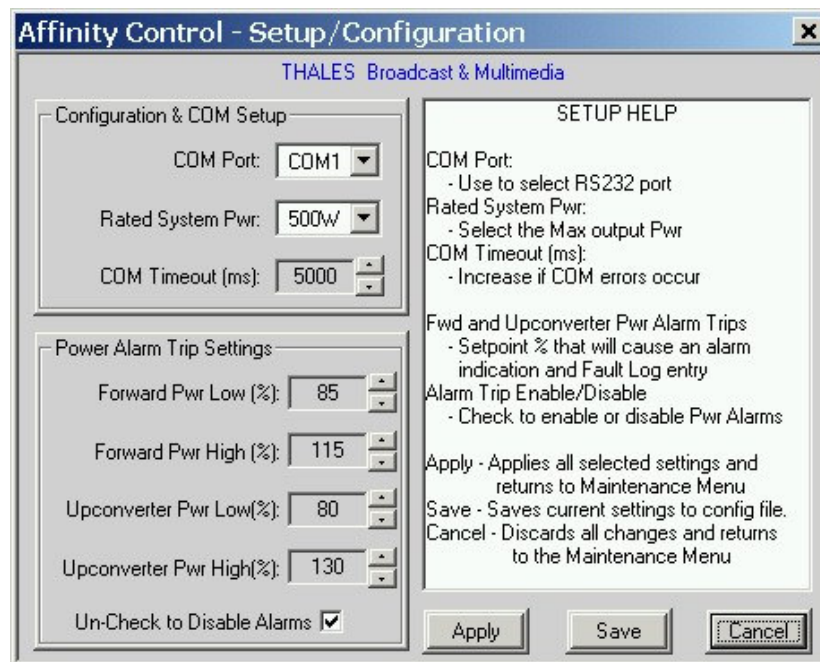 Affinity Control - Setup/Configuration
THALES Broadcast & Multimedia
Configuration & COM Setup
COM Port: COM1
Rated System Pwr: 500W
COM Timeout (ms): 5000
Power Alarm Trip Settings
Forward Pwr Low (%): 85
Forward Pwr High (%): 115
Upconverter Pwr Low(%): 80
Upconverter Pwr High(%): 130
Un-Check to Disable Alarms
SETUP HELP
COM Port:
- Use to select RS232 port
Rated System Pwr:
- Select the Max output Pwr
COM Timeout (ms):
- Increase if COM errors occur
Fwd and Upconverter Pwr Alarm Trips
- Setpoint % that will cause an alarm
indication and Fault Log entry
Alarm Trip Enable/Disable
- Check to enable or disable Pwr Alarms
Apply - Applies all selected settings and
returns to Maintenance Menu
Save - Saves current settings to config file.
Cancel - Discards all changes and returns
to the Maintenance Menu
Apply Save Cancel